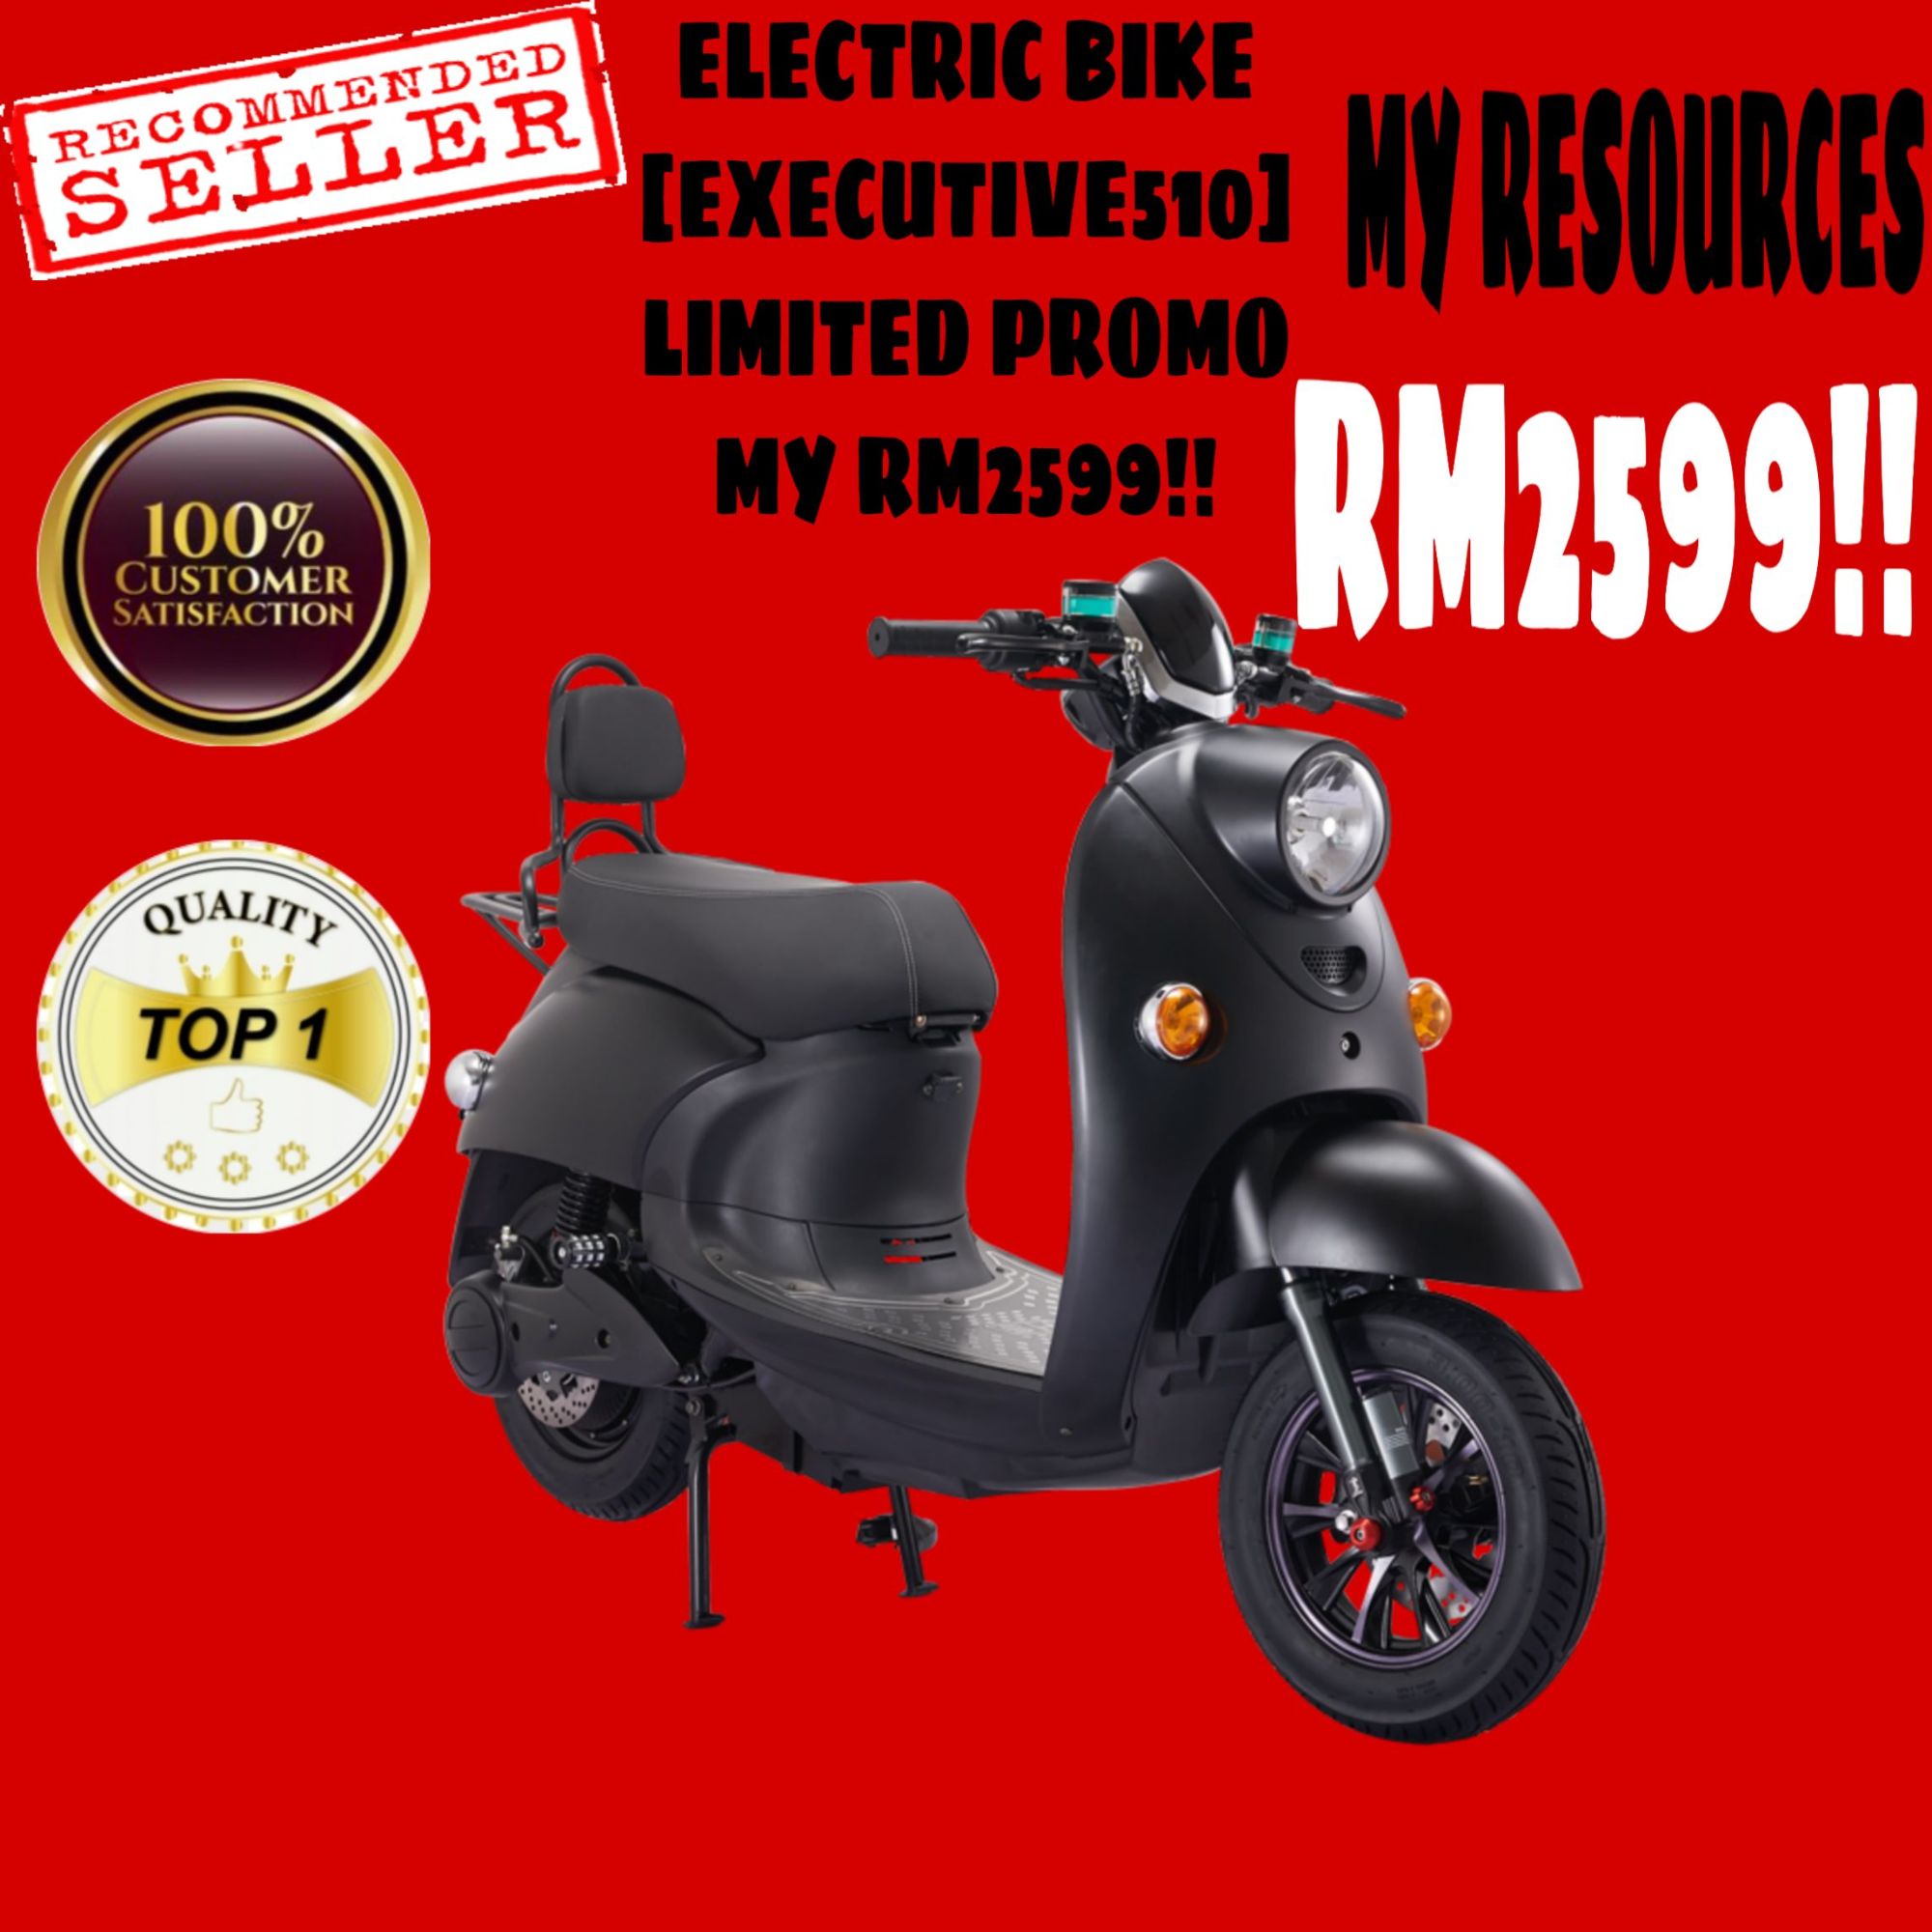 RECOMMENDED
SELLER
ELECTRIC BIKE
[EXECUTIVE510]
LIMITED PROMO
MY RM2599!!
MY RESOURCES
RM2599!!
100%
CUSTOMER
SATISFACTION
QUALITY
TOP 1